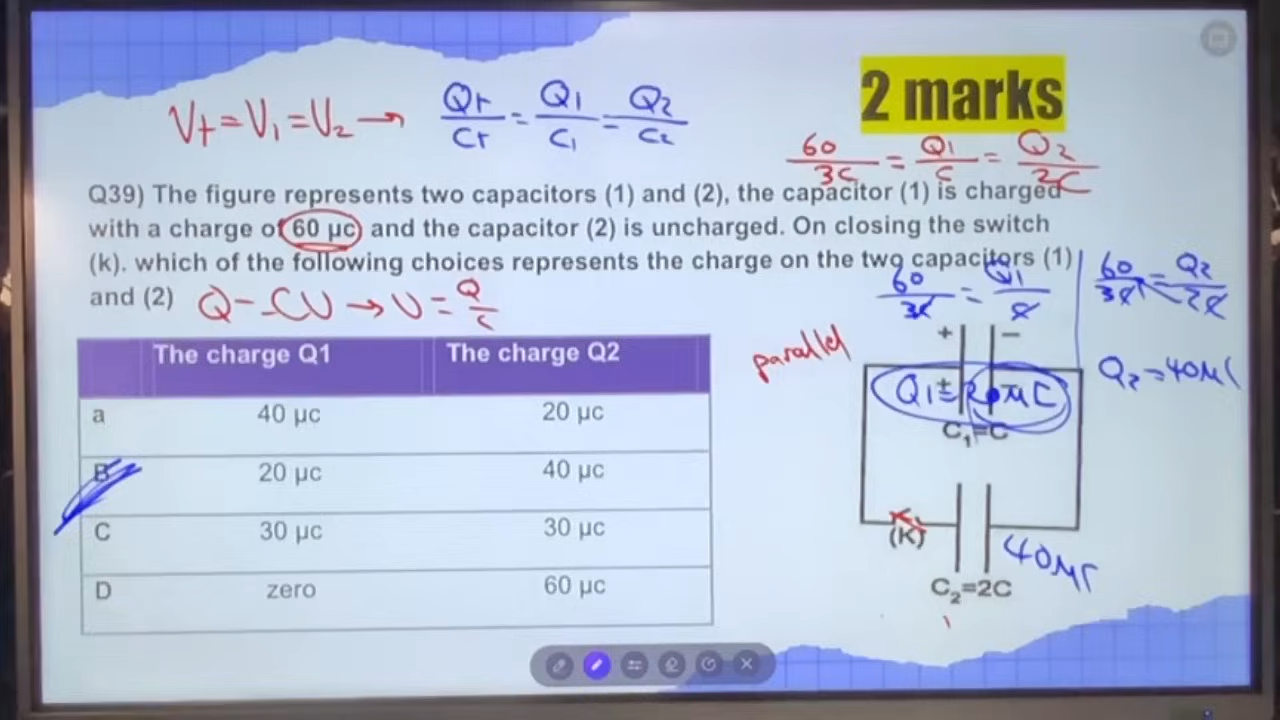 2 marks
Vt = V1 = V2 → Qt/Ct = Q1/C1 = Q2/C2
60/3C = Q1/C = Q2/2C
Q39) The figure represents two capacitors (1) and (2), the capacitor (1) is charged
with a charge of 60 µc and the capacitor (2) is uncharged. On closing the switch
(k). which of the following choices represents the charge on the two capacitors (1)
and (2) Q = CV → V = Q/C
60/3C = Q1/C
60/3C = Q2/2C
Q2 = 40MC
The charge Q1 The charge Q2
a 40 µc 20 µc
B 20 µc 40 µc
C 30 µc 30 µc
D zero 60 µc
parallel
+ −
+ −
Q1 = 20MC
C1=C
(K)
40MC
C2=2C